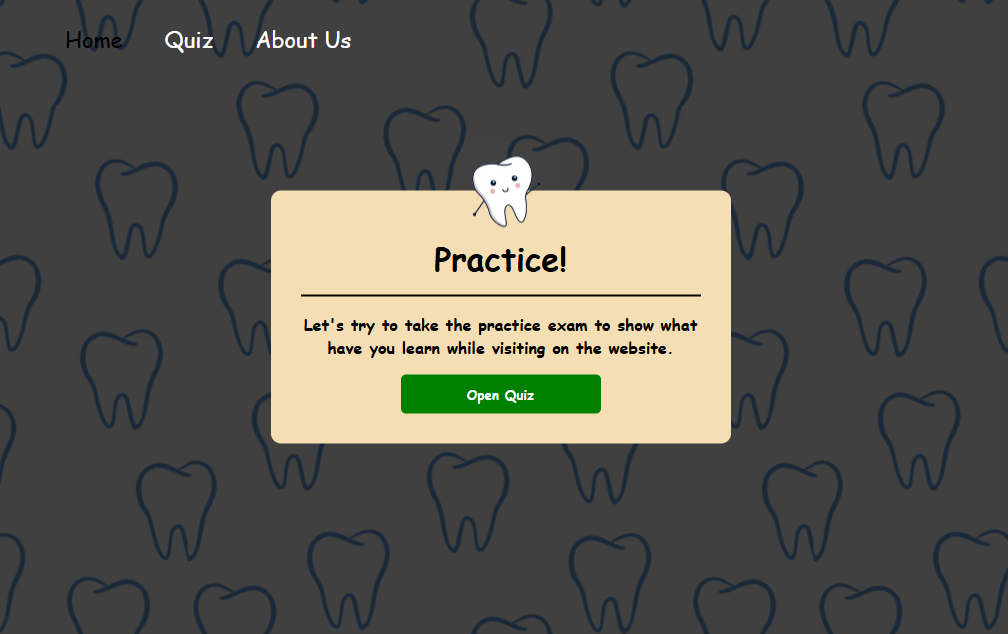 Home Quiz About Us
Practice!
Let's try to take the practice exam to show what
have you learn while visiting on the website.
Open Quiz